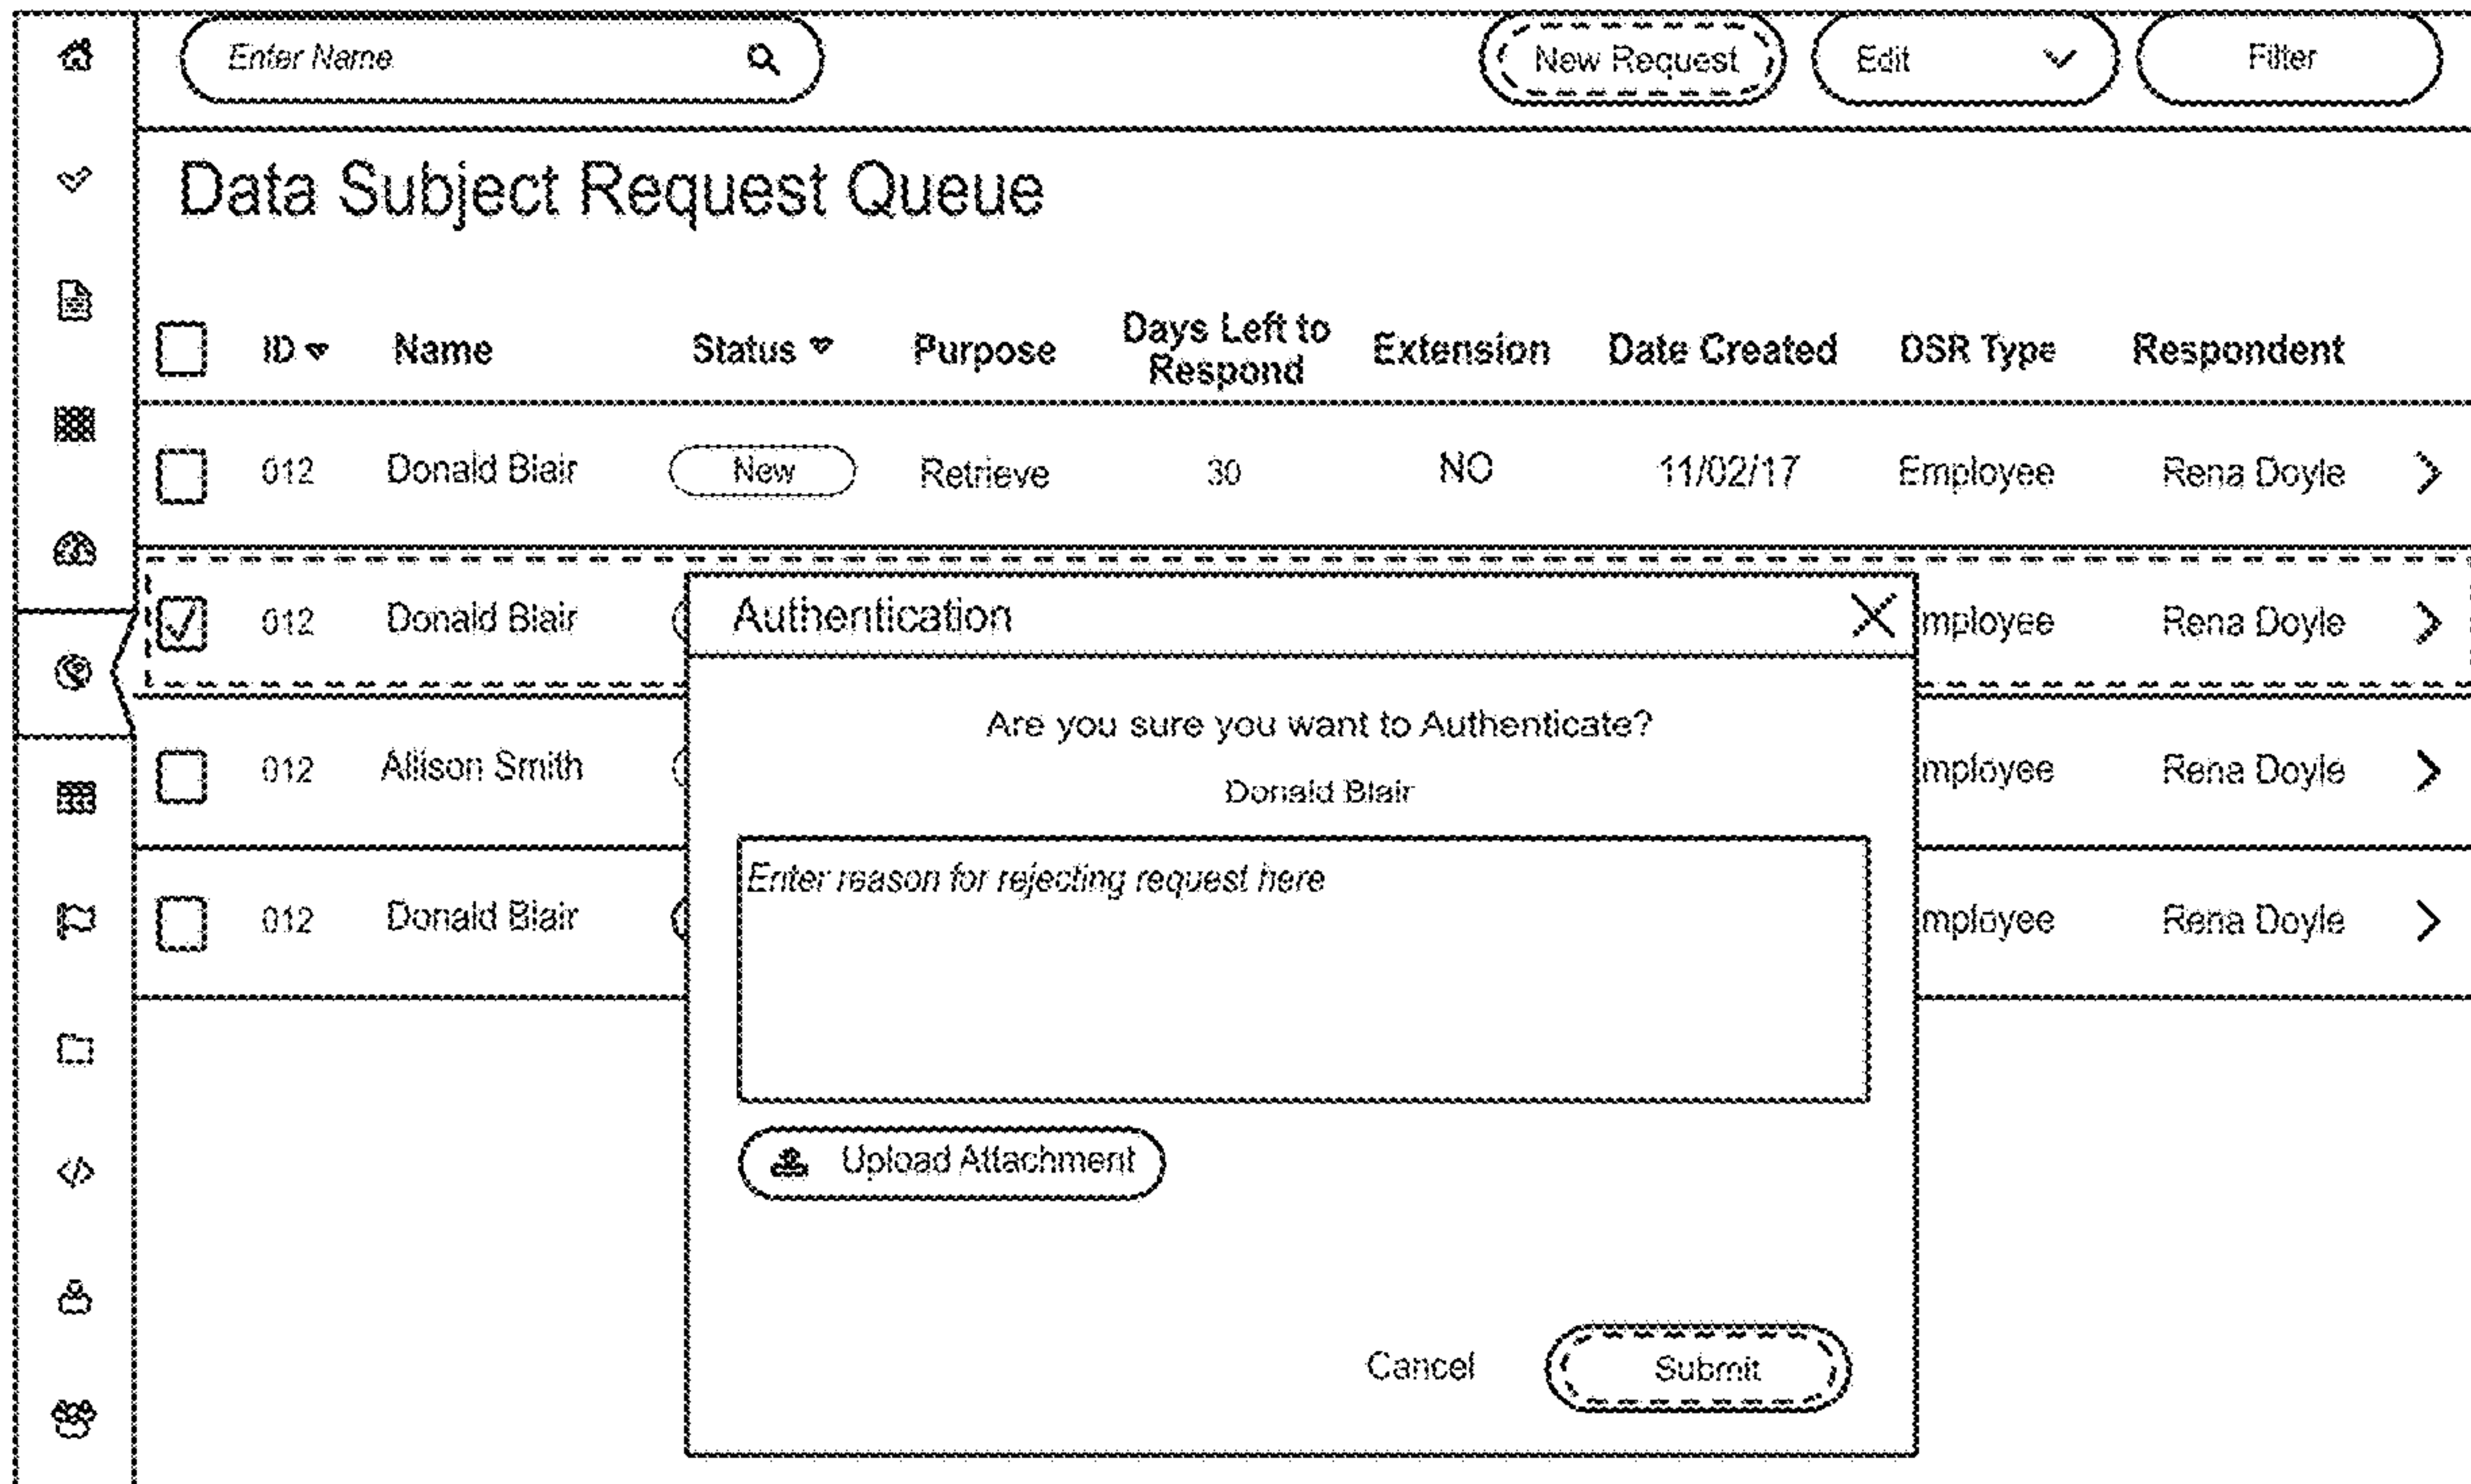 Enter Name
New Request
Edit
Filter
Data Subject Request Queue
ID Name Status Purpose Days Left to Respond Extension Date Created DSR Type Respondent
012 Donald Blair New Retrieve 30 NO 11/02/17 Employee Rena Doyle
012 Donald Blair mployee Rena Doyle
012 Allison Smith mployee Rena Doyle
012 Donald Blair mployee Rena Doyle
Authentication
Are you sure you want to Authenticate?
Donald Blair
Enter reason for rejecting request here
Upload Attachment
Cancel
Submit